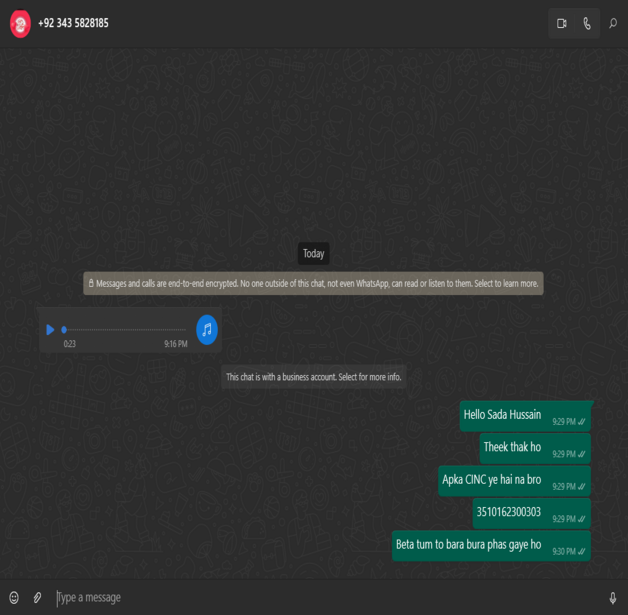 +92 343 5828185
Today
Messages and calls are end-to-end encrypted. No one outside of this chat, not even WhatsApp, can read or listen to them. Select to learn more.
0:23 9:16 PM
This chat is with a business account. Select for more info.
Hello Sada Hussain 9:29 PM
Theek thak ho 9:29 PM
Apka CINC ye hai na bro 9:29 PM
3510162300303 9:29 PM
Beta tum to bara bura phas gaye ho 9:30 PM
Type a message